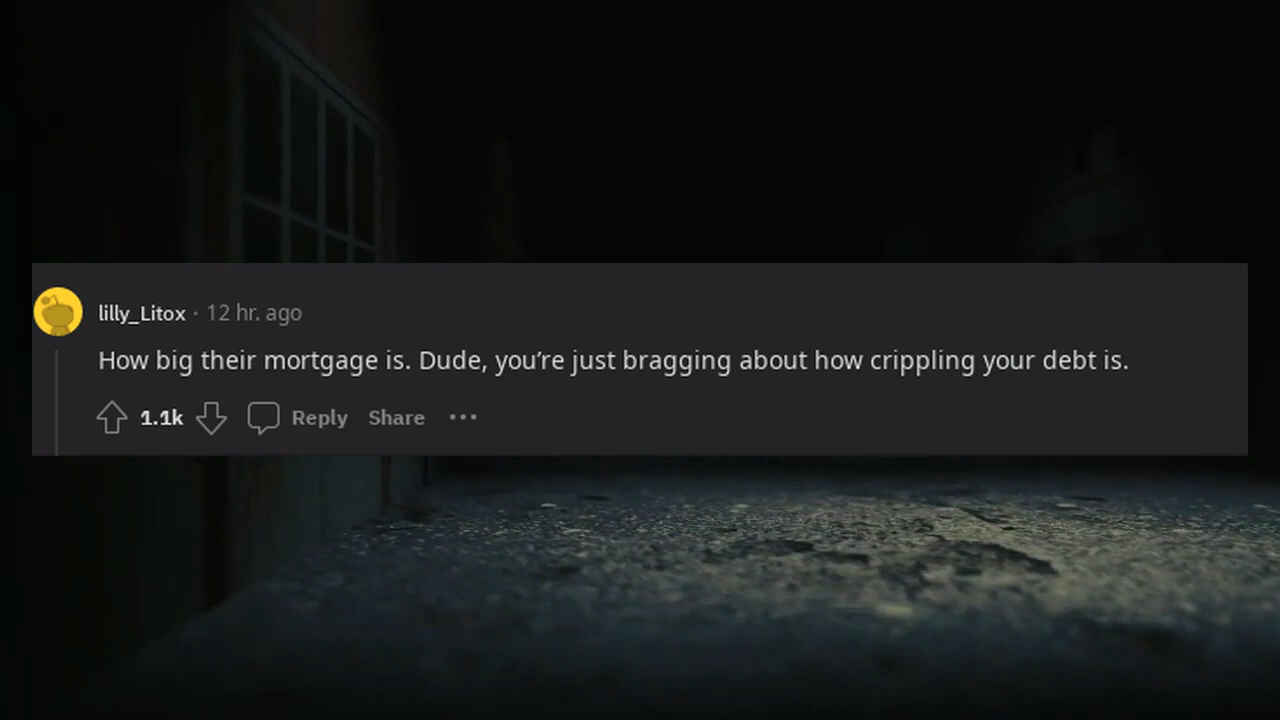 lilly_Litox · 12 hr. ago
How big their mortgage is. Dude, you’re just bragging about how crippling your debt is.
1.1k Reply Share